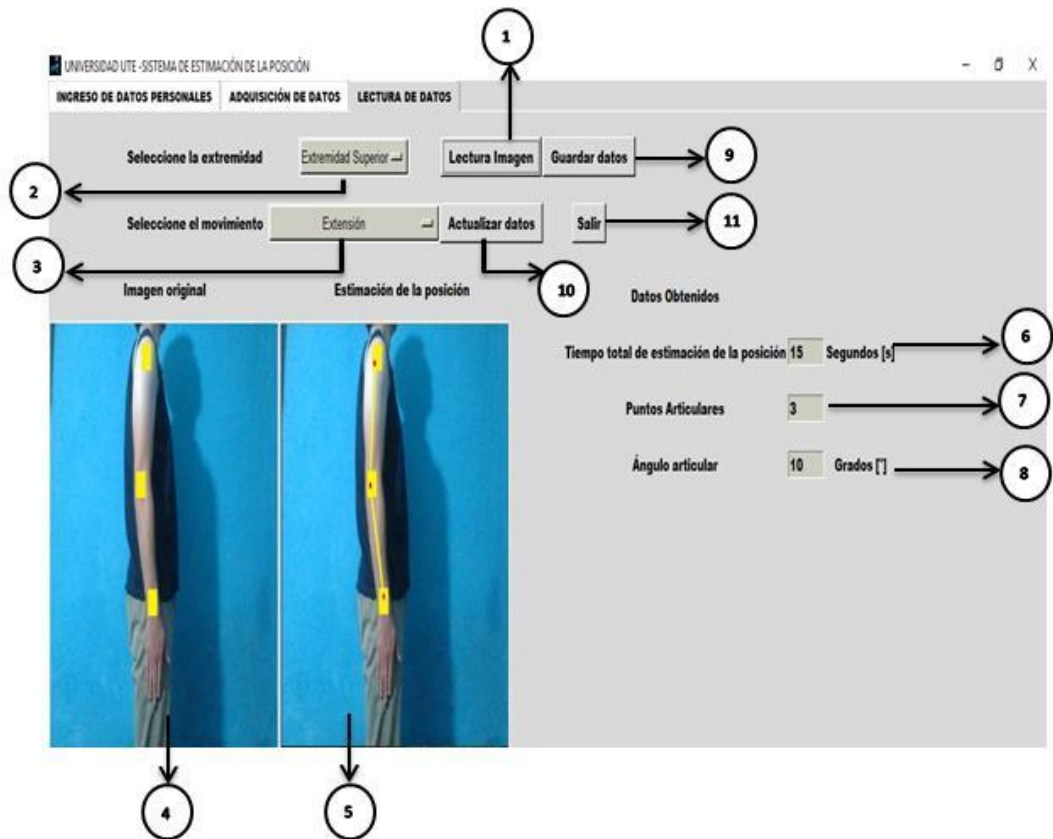 1
UNIVERSIDAD UTE -SISTEMA DE ESTIMACIÓN DE LA POSICIÓN
INGRESO DE DATOS PERSONALES ADQUISICIÓN DE DATOS LECTURA DE DATOS
Seleccione la extremidad Extremidad Superior Lectura Imagen Guardar datos 9
2
Seleccione el movimiento Extensión Actualizar datos Salir 11
3
10
Imagen original Estimación de la posición Datos Obtenidos
Tiempo total de estimación de la posición 15 Segundos [s] 6
Puntos Articulares 3 7
Ángulo articular 10 Grados [°] 8
4 5